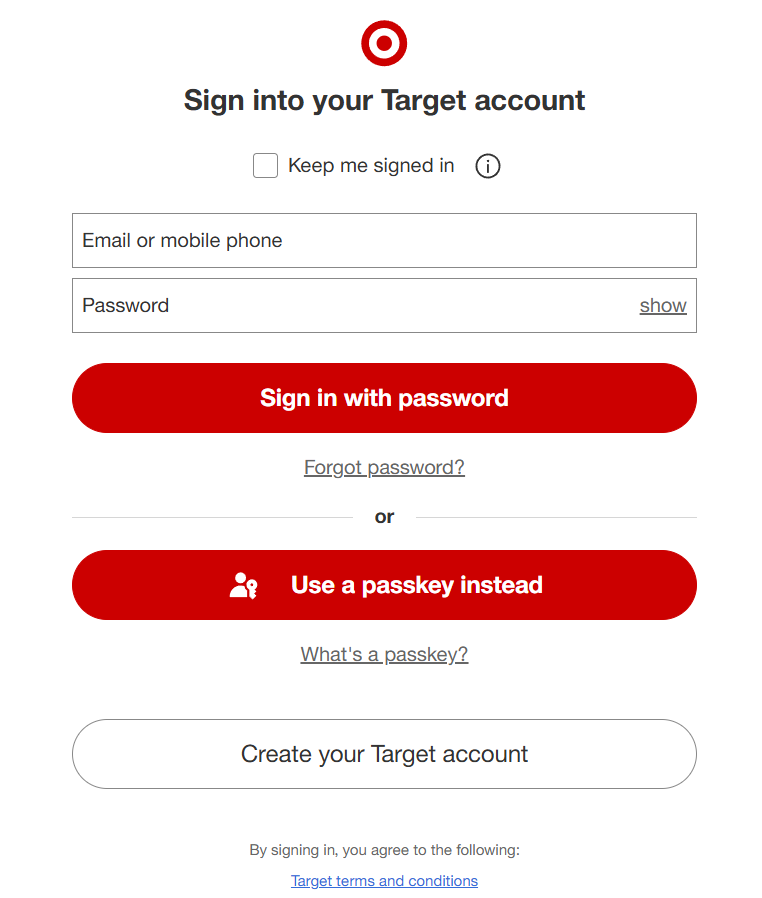 Sign into your Target account
Keep me signed in
Email or mobile phone
Password show
Sign in with password
Forgot password?
or
Use a passkey instead
What's a passkey?
Create your Target account
By signing in, you agree to the following:
Target terms and conditions